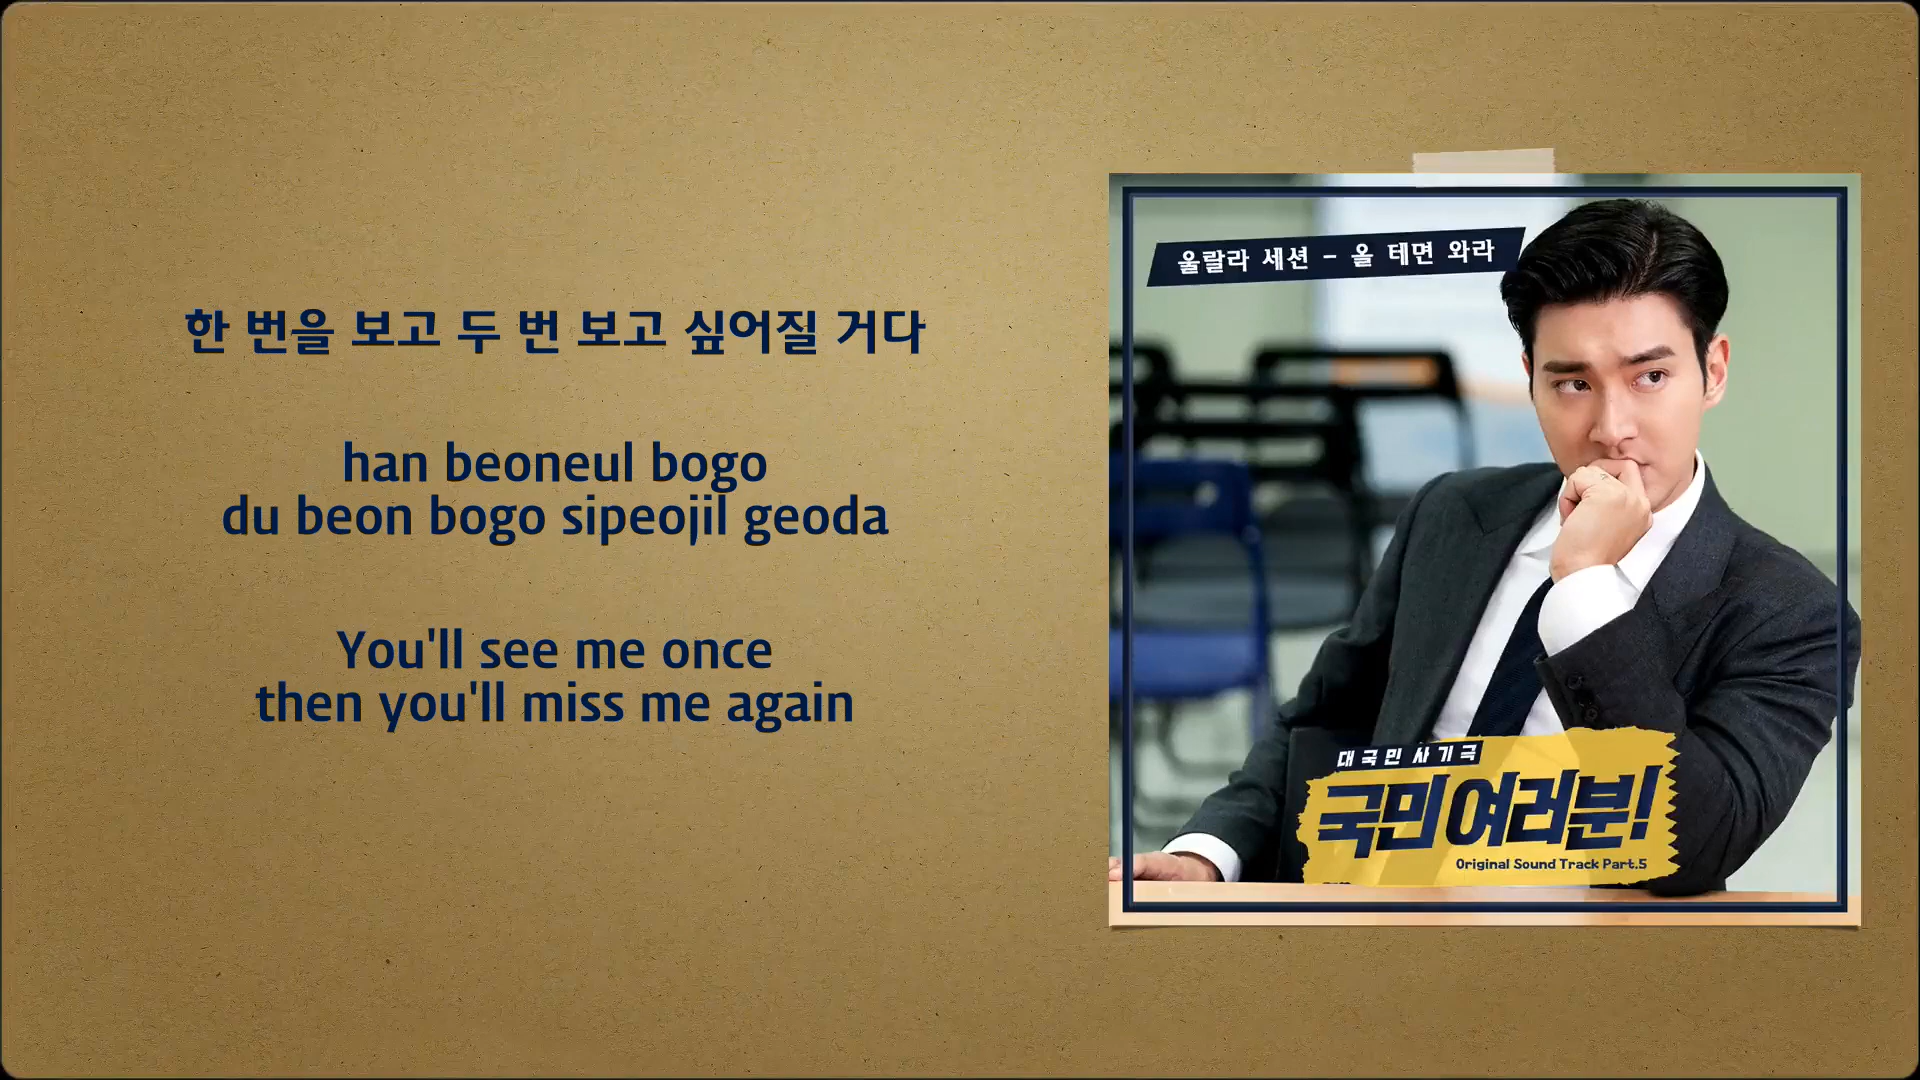 한 번을 보고 두 번 보고 싶어질 거다
han beoneul bogo
du beon bogo sipeojil geoda
You'll see me once
then you'll miss me again
울랄라 세션 - 올 테면 와라
대국민 사기극
국민 여러분!
Original Sound Track Part.5